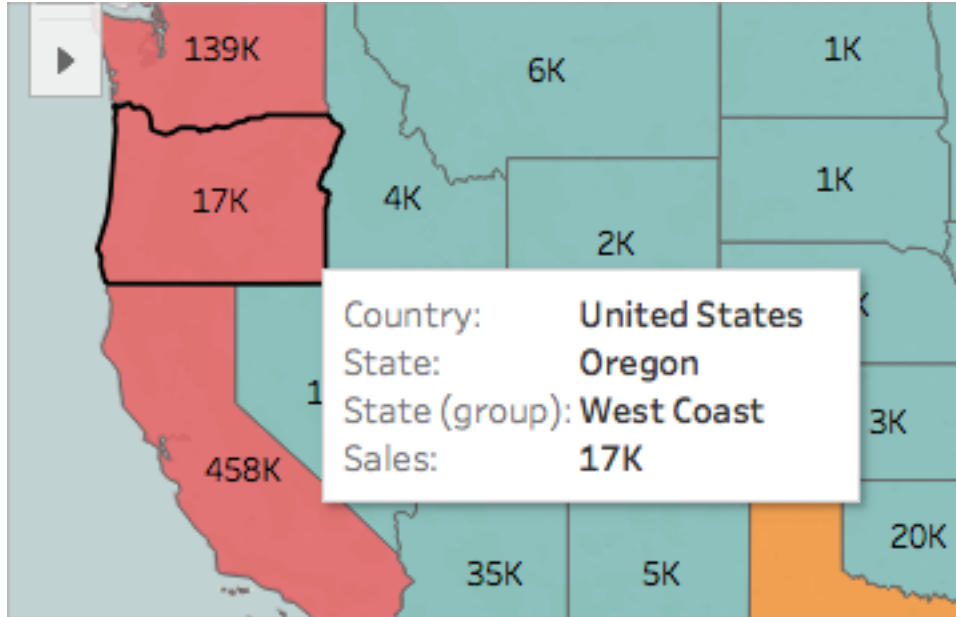 139K
6K
1K
17K
4K
1K
2K
Country: United States
State: Oregon
State (group): West Coast
Sales: 17K
3K
458K
20K
35K
5K